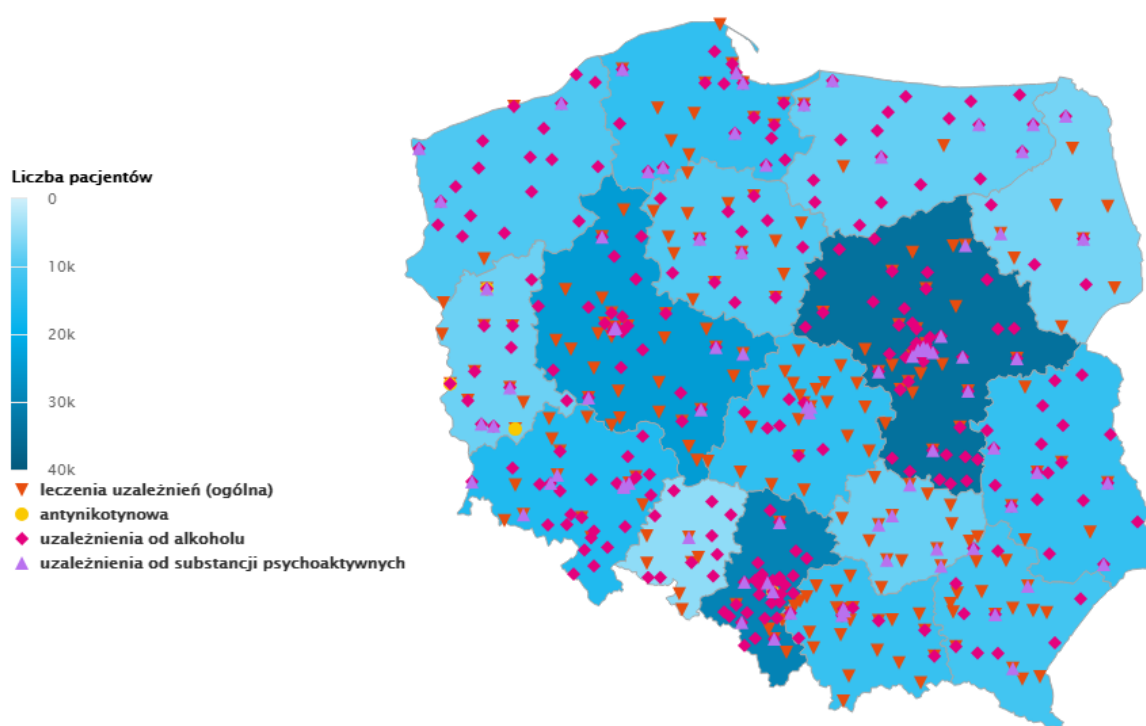 Liczba pacjentów
0
10k
20k
30k
40k
leczenia uzależnień (ogólna)
antynikotynowa
uzależnienia od alkoholu
uzależnienia od substancji psychoaktywnych